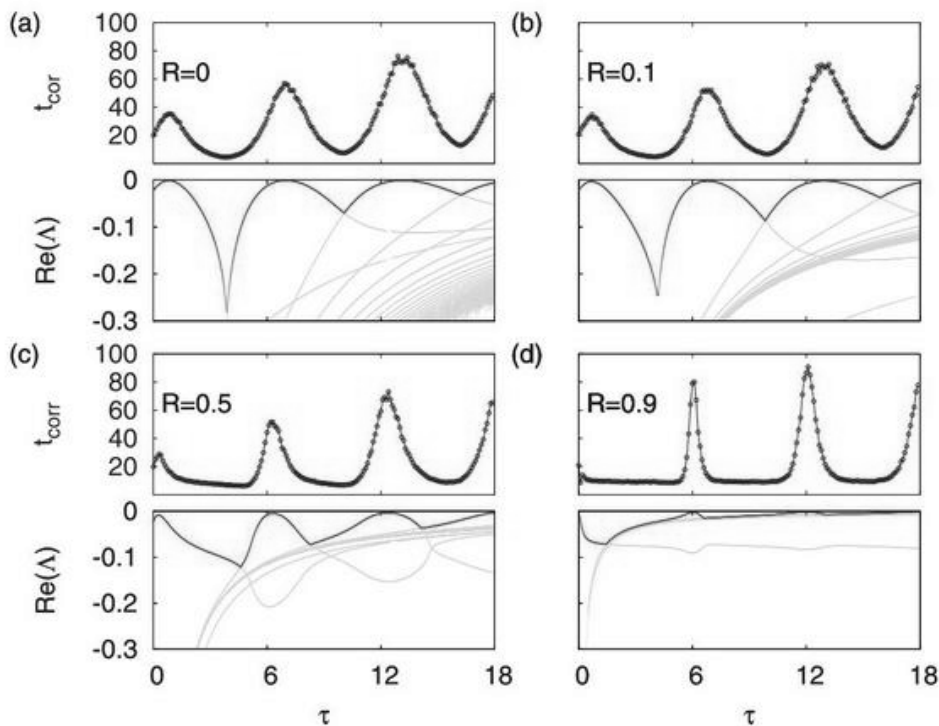 (a) (b)
100 80 60 40 20
t_cor
R=0 R=0.1
0 -0.1 -0.2 -0.3
Re(Λ)
(c) (d)
100 80 60 40 20
t_corr
R=0.5 R=0.9
0 -0.1 -0.2 -0.3
Re(Λ)
0 6 12 18 0 6 12 18
τ τ